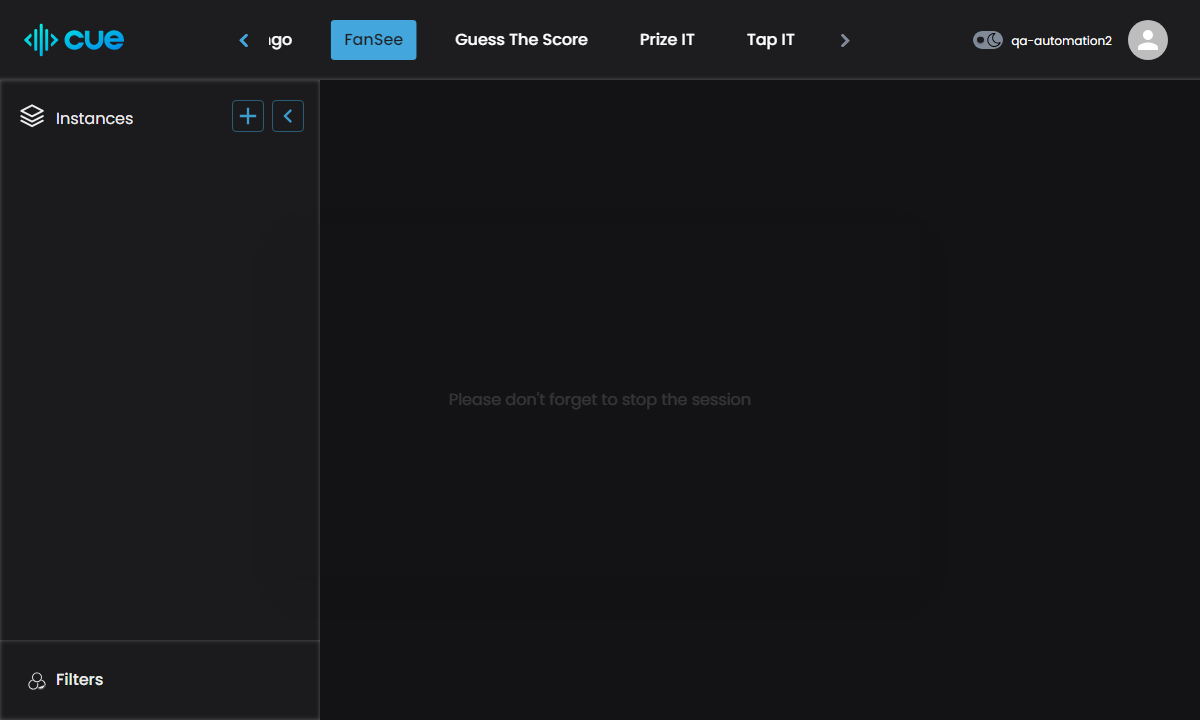 cue
FanSee
Guess The Score
Prize IT
Tap IT
qa-automation2
Instances
Please don't forget to stop the session
Filters